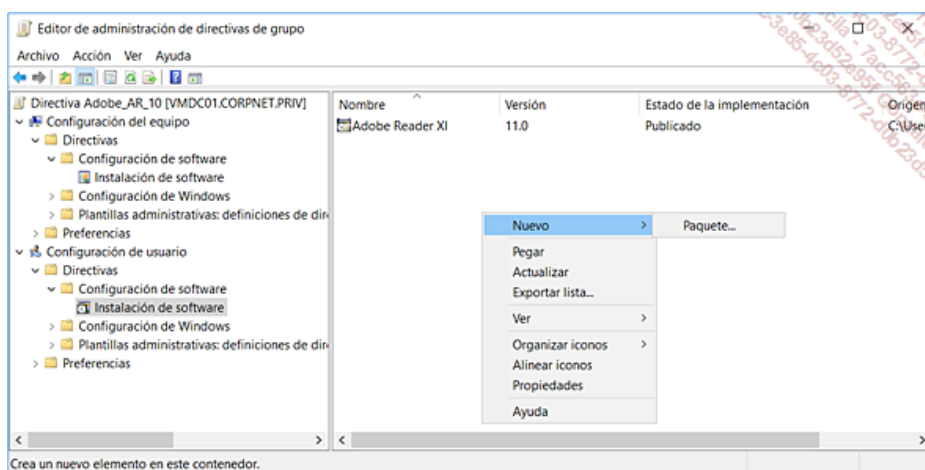 Editor de administración de directivas de grupo
Archivo Acción Ver Ayuda
Directiva Adobe_AR_10 [VMDC01.CORPNET.PRIV]
Configuración del equipo
Directivas
Configuración de software
Instalación de software
Configuración de Windows
Plantillas administrativas: definiciones de dir
Preferencias
Configuración de usuario
Directivas
Configuración de software
Instalación de software
Configuración de Windows
Plantillas administrativas: definiciones de dir
Preferencias
Nombre Versión Estado de la implementación Origen
Adobe Reader XI 11.0 Publicado C:\Use
Nuevo Paquete...
Pegar
Actualizar
Exportar lista...
Ver
Organizar iconos
Alinear iconos
Propiedades
Ayuda
Crea un nuevo elemento en este contenedor.